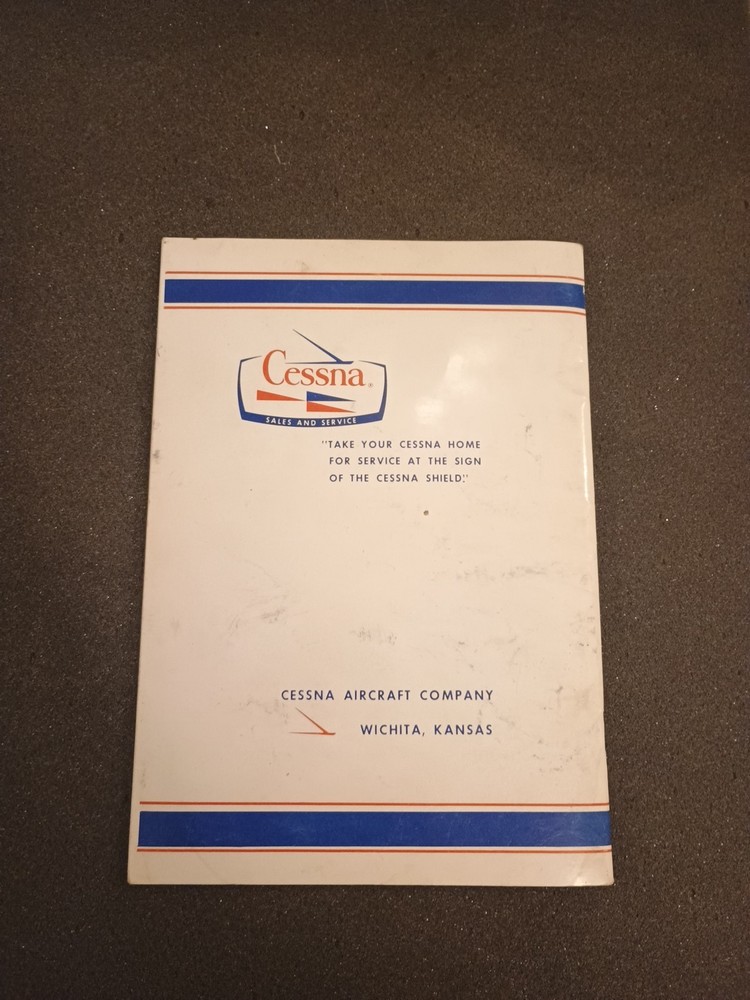 Cessna®
SALES AND SERVICE
"TAKE YOUR CESSNA HOME
FOR SERVICE AT THE SIGN
OF THE CESSNA SHIELD."
CESSNA AIRCRAFT COMPANY
WICHITA, KANSAS